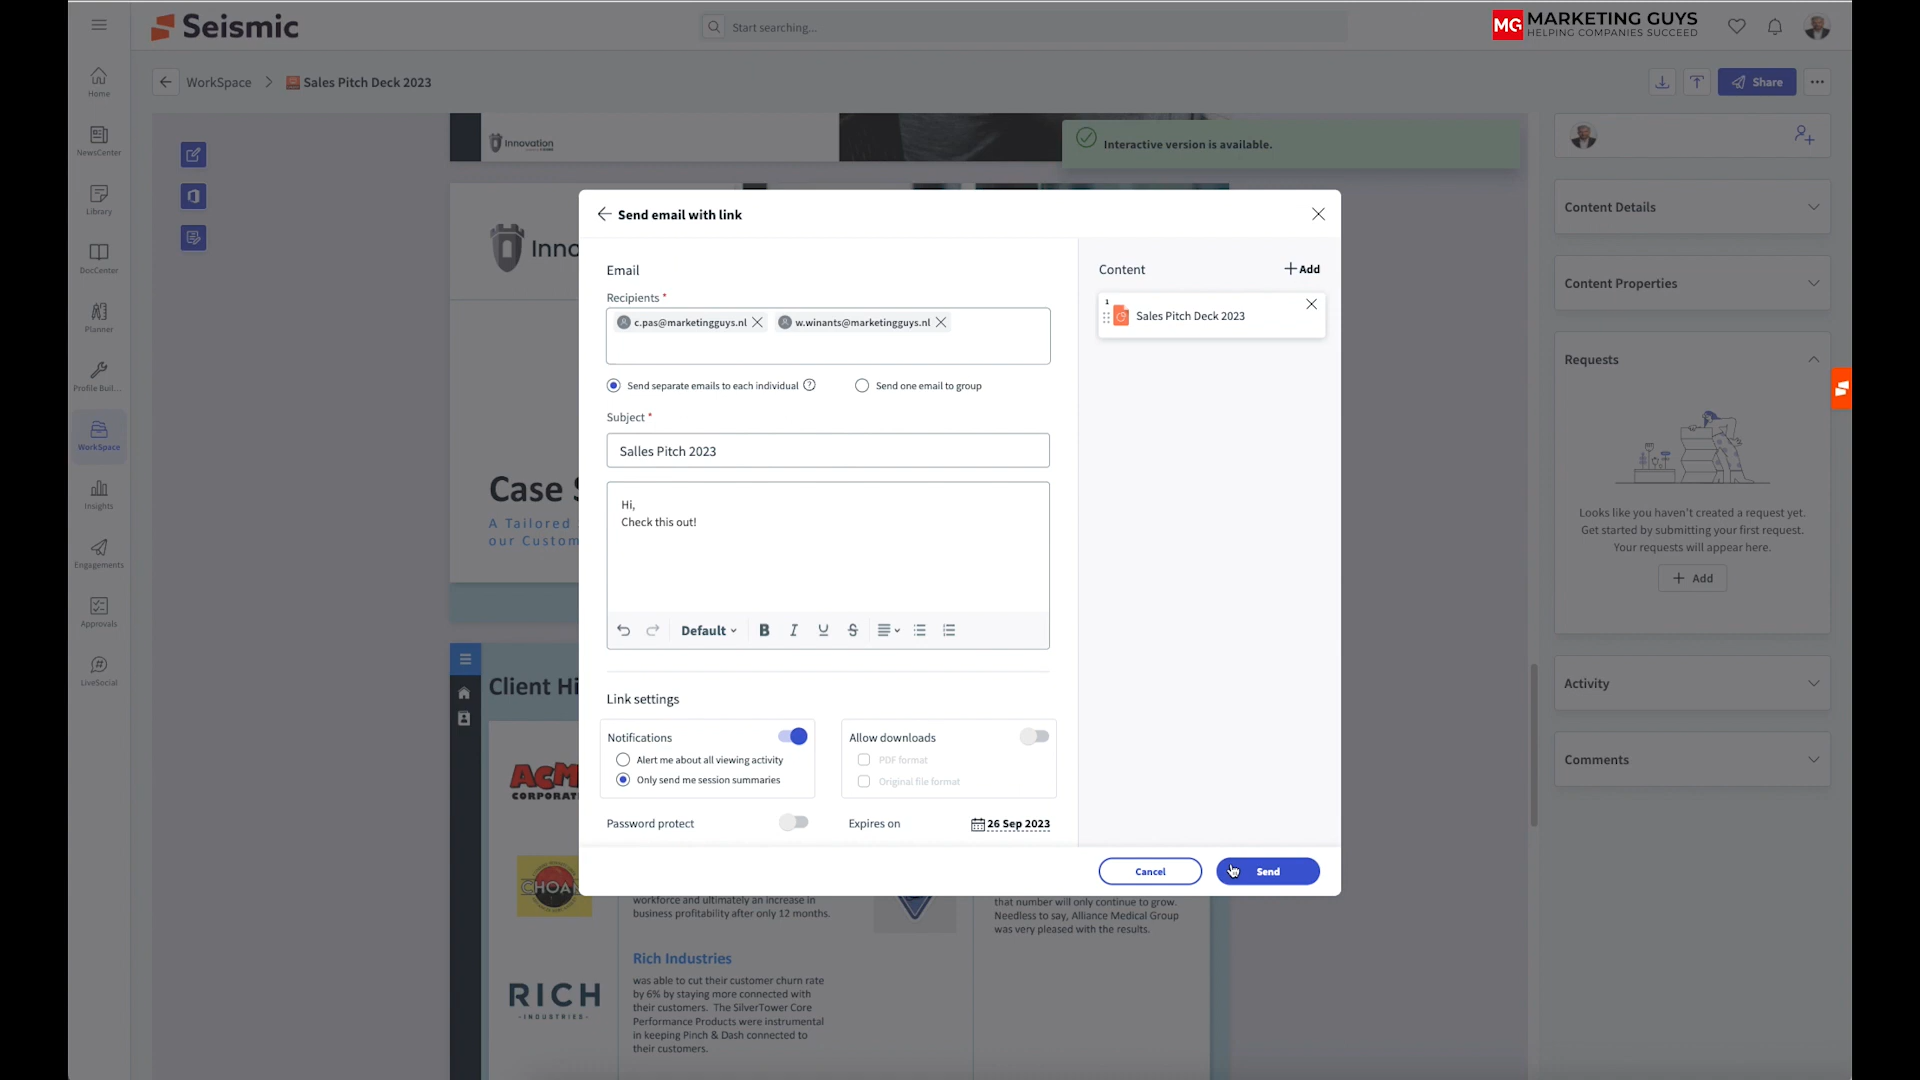 Seismic
Start searching...
MG MARKETING GUYS
HELPING COMPANIES SUCCEED
WorkSpace
Sales Pitch Deck 2023
Share
Home
NewsCenter
Library
DocCenter
Planner
Profile Buil...
WorkSpace
Insights
Engagements
Approvals
LiveSocial
Innovation
Interactive version is available.
Inno
Case S
A Tailored
our Custom
Client Hi
ACME
CORPORATI
CHOA
RICH
-INDUSTRIES-
workforce and ultimately an increase in
business profitability after only 12 months.
Rich Industries
was able to cut their customer churn rate
by 6% by staying more connected with
their customers. The SilverTower Core
Performance Products were instrumental
in keeping Pinch & Dash connected to
their customers.
that number will only continue to grow.
Needless to say, Alliance Medical Group
was very pleased with the results.
Send email with link
Email
Recipients *
c.pas@marketingguys.nl
w.winants@marketingguys.nl
Send separate emails to each individual ?
Send one email to group
Subject *
Salles Pitch 2023
Hi,
Check this out!
Default
B I U S
Link settings
Notifications
Alert me about all viewing activity
Only send me session summaries
Allow downloads
PDF format
Original file format
Password protect
Expires on
26 Sep 2023
Content
+ Add
1
Sales Pitch Deck 2023
Cancel
Send
Content Details
Content Properties
Requests
Looks like you haven't created a request yet.
Get started by submitting your first request.
Your requests will appear here.
+ Add
Activity
Comments